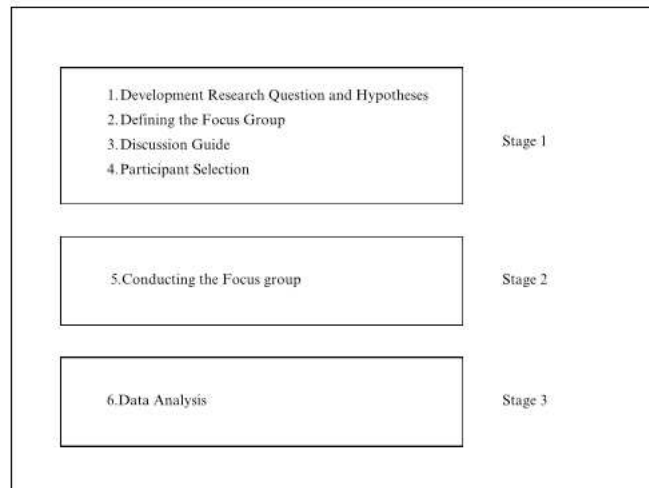 1.Development Research Question and Hypotheses
2.Defining the Focus Group
3.Discussion Guide
4.Participant Selection
Stage 1
5.Conducting the Focus group
Stage 2
6.Data Analysis
Stage 3